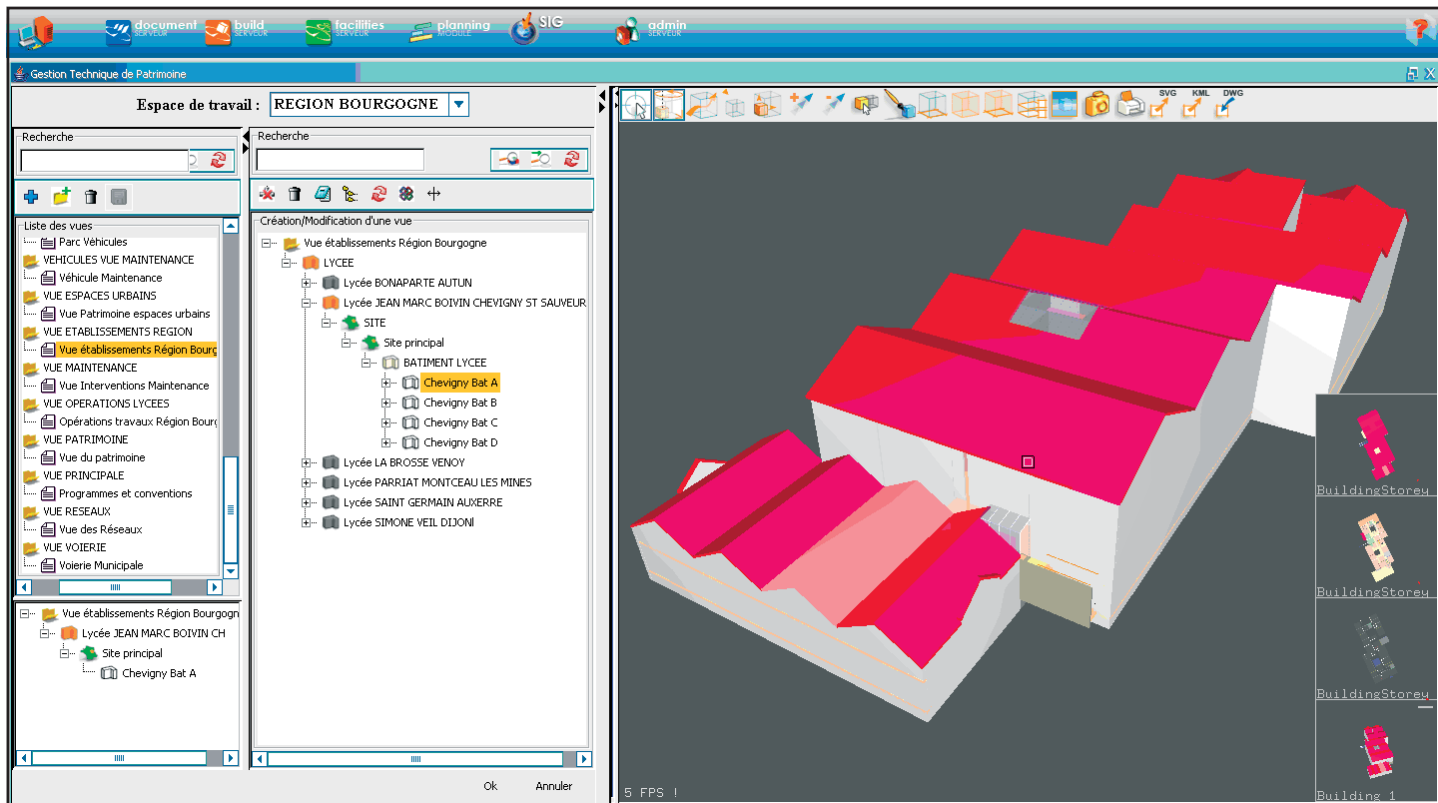 document SERVEUR
build SERVEUR
facilities SERVEUR
planning MODULE
SIG
admin SERVEUR
Gestion Technique de Patrimoine
Espace de travail : REGION BOURGOGNE
Recherche
Liste des vues
Parc Véhicules
VEHICULES VUE MAINTENANCE
Véhicule Maintenance
VUE ESPACES URBAINS
Vue Patrimoine espaces urbains
VUE ETABLISSEMENTS REGION
Vue établissements Région Bourg
VUE MAINTENANCE
Vue Interventions Maintenance
VUE OPERATIONS LYCEES
Opérations travaux Région Bourg
VUE PATRIMOINE
Vue du patrimoine
VUE PRINCIPALE
Programmes et conventions
VUE RESEAUX
Vue des Réseaux
VUE VOIERIE
Voierie Municipale
Vue établissements Région Bourgogn
Lycée JEAN MARC BOIVIN CH
Site principal
Chevigny Bat A
Recherche
Création/Modification d'une vue
Vue établissements Région Bourgogne
LYCEE
Lycée BONAPARTE AUTUN
Lycée JEAN MARC BOIVIN CHEVIGNY ST SAUVEUR
SITE
Site principal
BATIMENT LYCEE
Chevigny Bat A
Chevigny Bat B
Chevigny Bat C
Chevigny Bat D
Lycée LA BROSSE VENOY
Lycée PARRIAT MONTCEAU LES MINES
Lycée SAINT GERMAIN AUXERRE
Lycée SIMONE VEIL DIJONI
Ok Annuler
SVG KML DWG
BuildingStorey
BuildingStorey
BuildingStorey
Building 1
5 FPS !